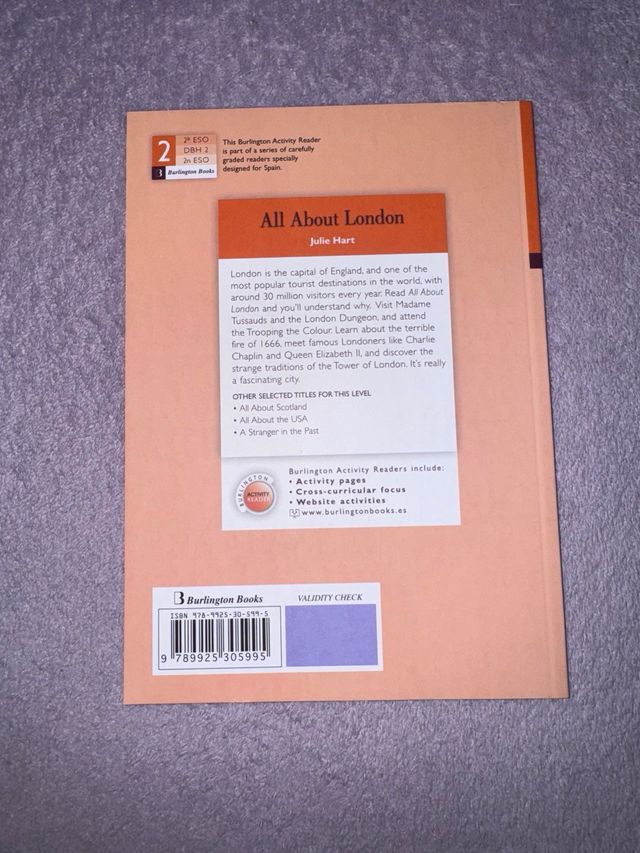 2
2º ESO
DBH 2
2n ESO
Burlington Books
This Burlington Activity Reader
is part of a series of carefully
graded readers specially
designed for Spain.
All About London
Julie Hart
London is the capital of England, and one of the
most popular tourist destinations in the world, with
around 30 million visitors every year. Read All About
London and you'll understand why. Visit Madame
Tussauds and the London Dungeon, and attend
the Trooping the Colour. Learn about the terrible
fire of 1666, meet famous Londoners like Charlie
Chaplin and Queen Elizabeth II, and discover the
strange traditions of the Tower of London. It's really
a fascinating city.
OTHER SELECTED TITLES FOR THIS LEVEL
• All About Scotland
• All About the USA
• A Stranger in the Past
BURLINGTON
ACTIVITY
READER
Burlington Activity Readers include:
• Activity pages
• Cross-curricular focus
• Website activities
www.burlingtonbooks.es
B Burlington Books
ISBN 978-9925-30-599-5
9 789925 305995
VALIDITY CHECK